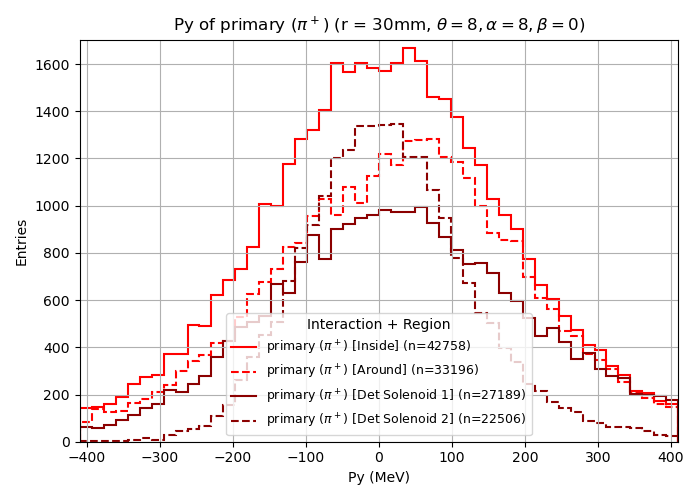 Py of primary (π⁺) (r = 30mm, θ = 8, α = 8, β = 0)
Entries
1600
1400
1200
1000
800
600
400
200
0
Interaction + Region
primary (π⁺) [Inside] (n=42758)
primary (π⁺) [Around] (n=33196)
primary (π⁺) [Det Solenoid 1] (n=27189)
primary (π⁺) [Det Solenoid 2] (n=22506)
−400 −300 −200 −100 0 100 200 300 400
Py (MeV)